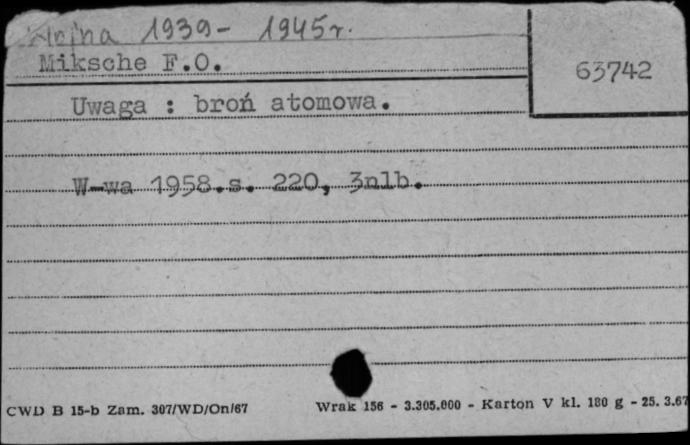 Wojna 1939 - 1945r.
Miksche F.O.
63742
Uwaga : broń atomowa.
W-wa 1958.s. 220, 3nlb.
CWD B 15-b Zam. 307/WD/On/67
Wrak 156 - 3.305.000 - Karton V kl. 180 g - 25. 3.67